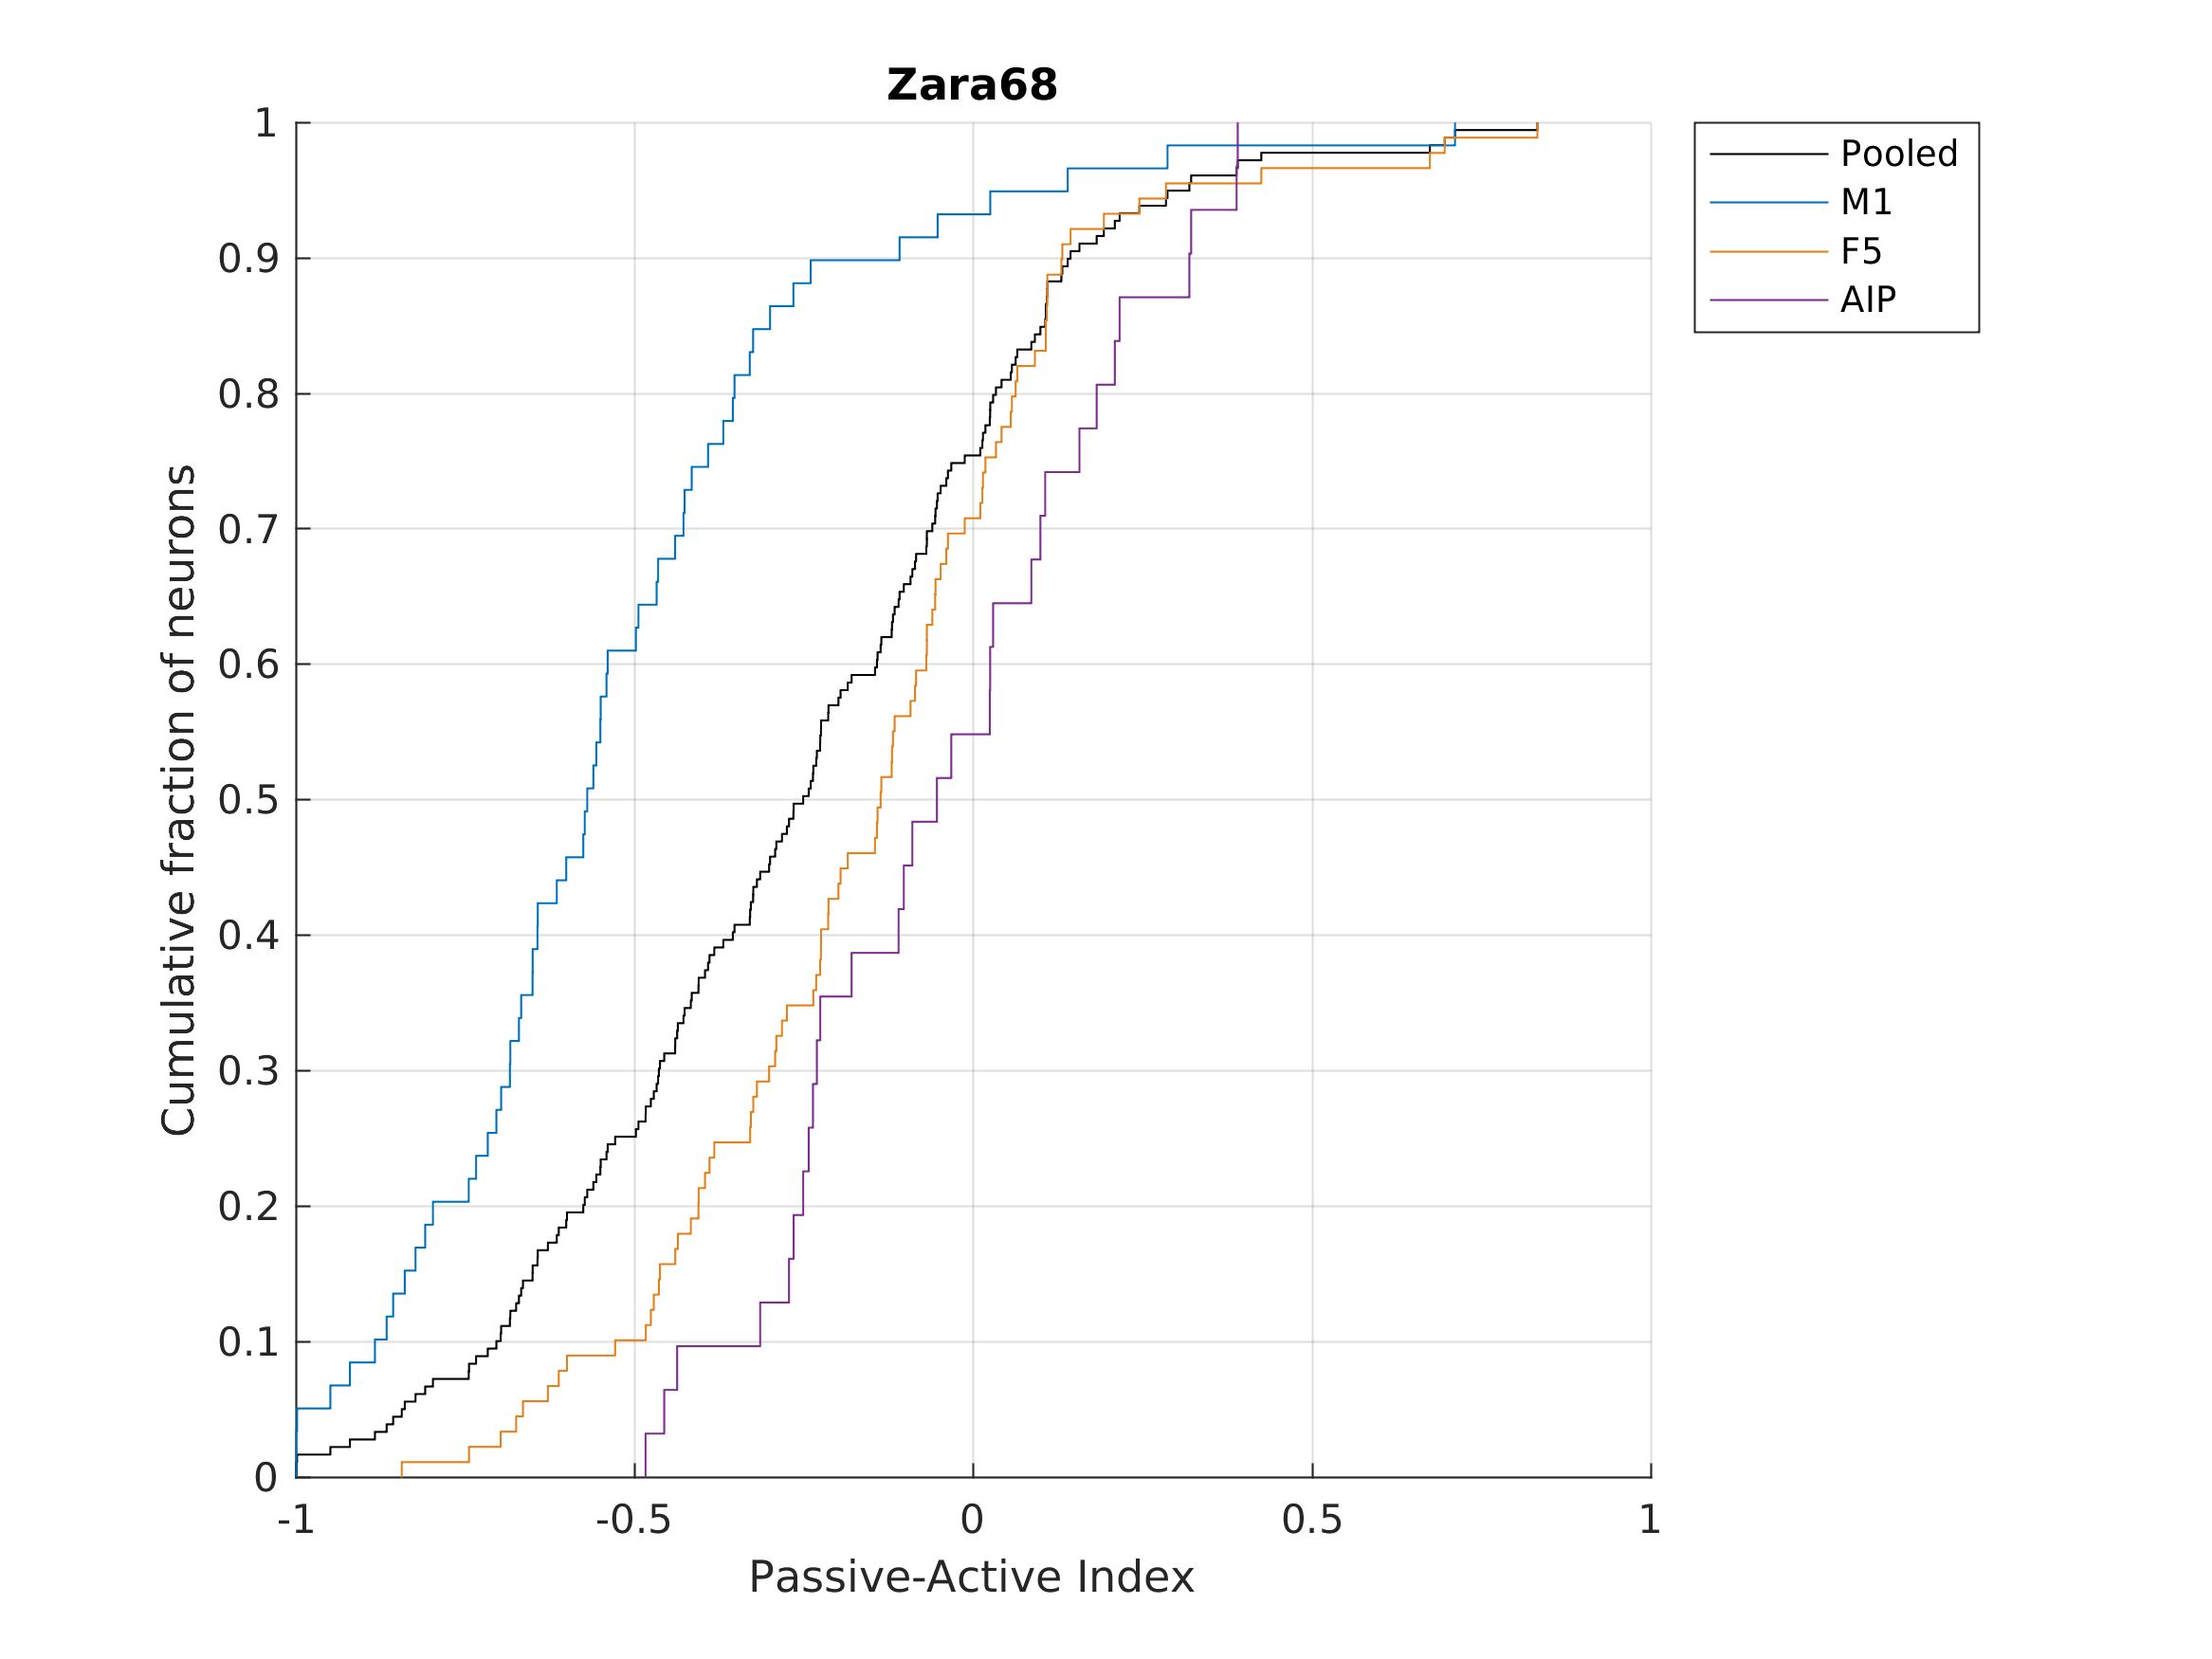 Zara68
1
0.9
0.8
0.7
0.6
0.5
0.4
0.3
0.2
0.1
0
Cumulative fraction of neurons
-1
-0.5
0
0.5
1
Passive-Active Index
Pooled
M1
F5
AIP